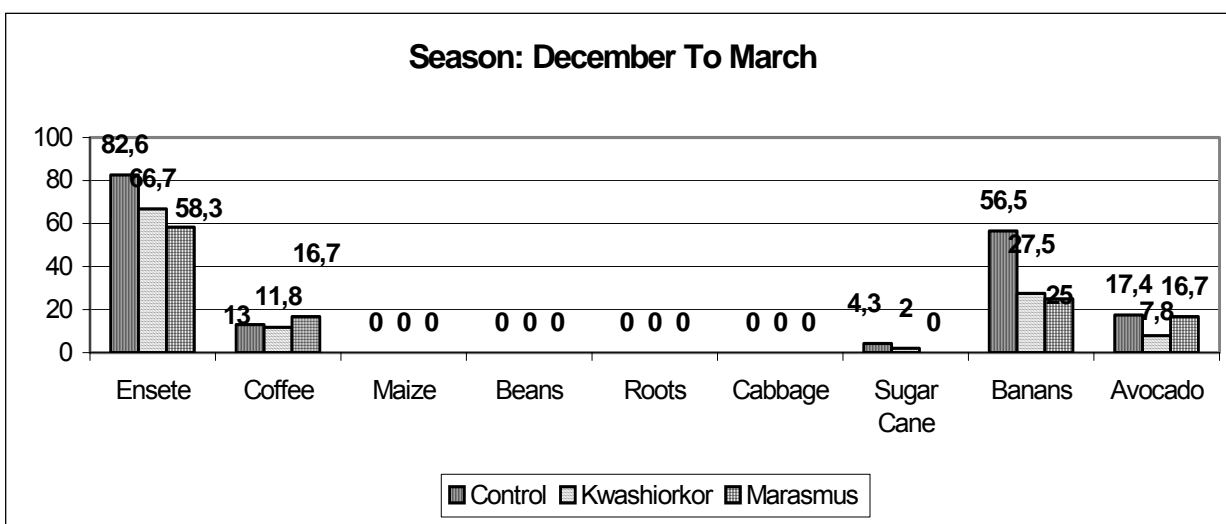 Season: December To March
100
80
60
40
20
0
82,6
66,7
58,3
13
11,8
16,7
0 0 0
0 0 0
0 0 0
0 0 0
4,3
2
0
56,5
27,5
25
17,4
7,8
16,7
Ensete
Coffee
Maize
Beans
Roots
Cabbage
Sugar
Cane
Banans
Avocado
Control Kwashiorkor Marasmus